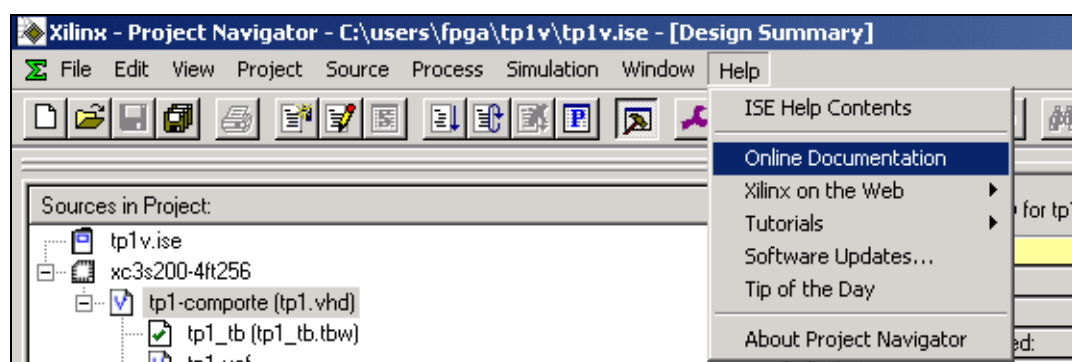 Xilinx - Project Navigator - C:\users\fpga\tp1v\tp1v.ise - [Design Summary]
File Edit View Project Source Process Simulation Window Help
ISE Help Contents
Online Documentation
Xilinx on the Web
Tutorials
Software Updates...
Tip of the Day
About Project Navigator
Sources in Project:
tp1v.ise
xc3s200-4ft256
tp1-comporte (tp1.vhd)
tp1_tb (tp1_tb.tbw)
for tp1